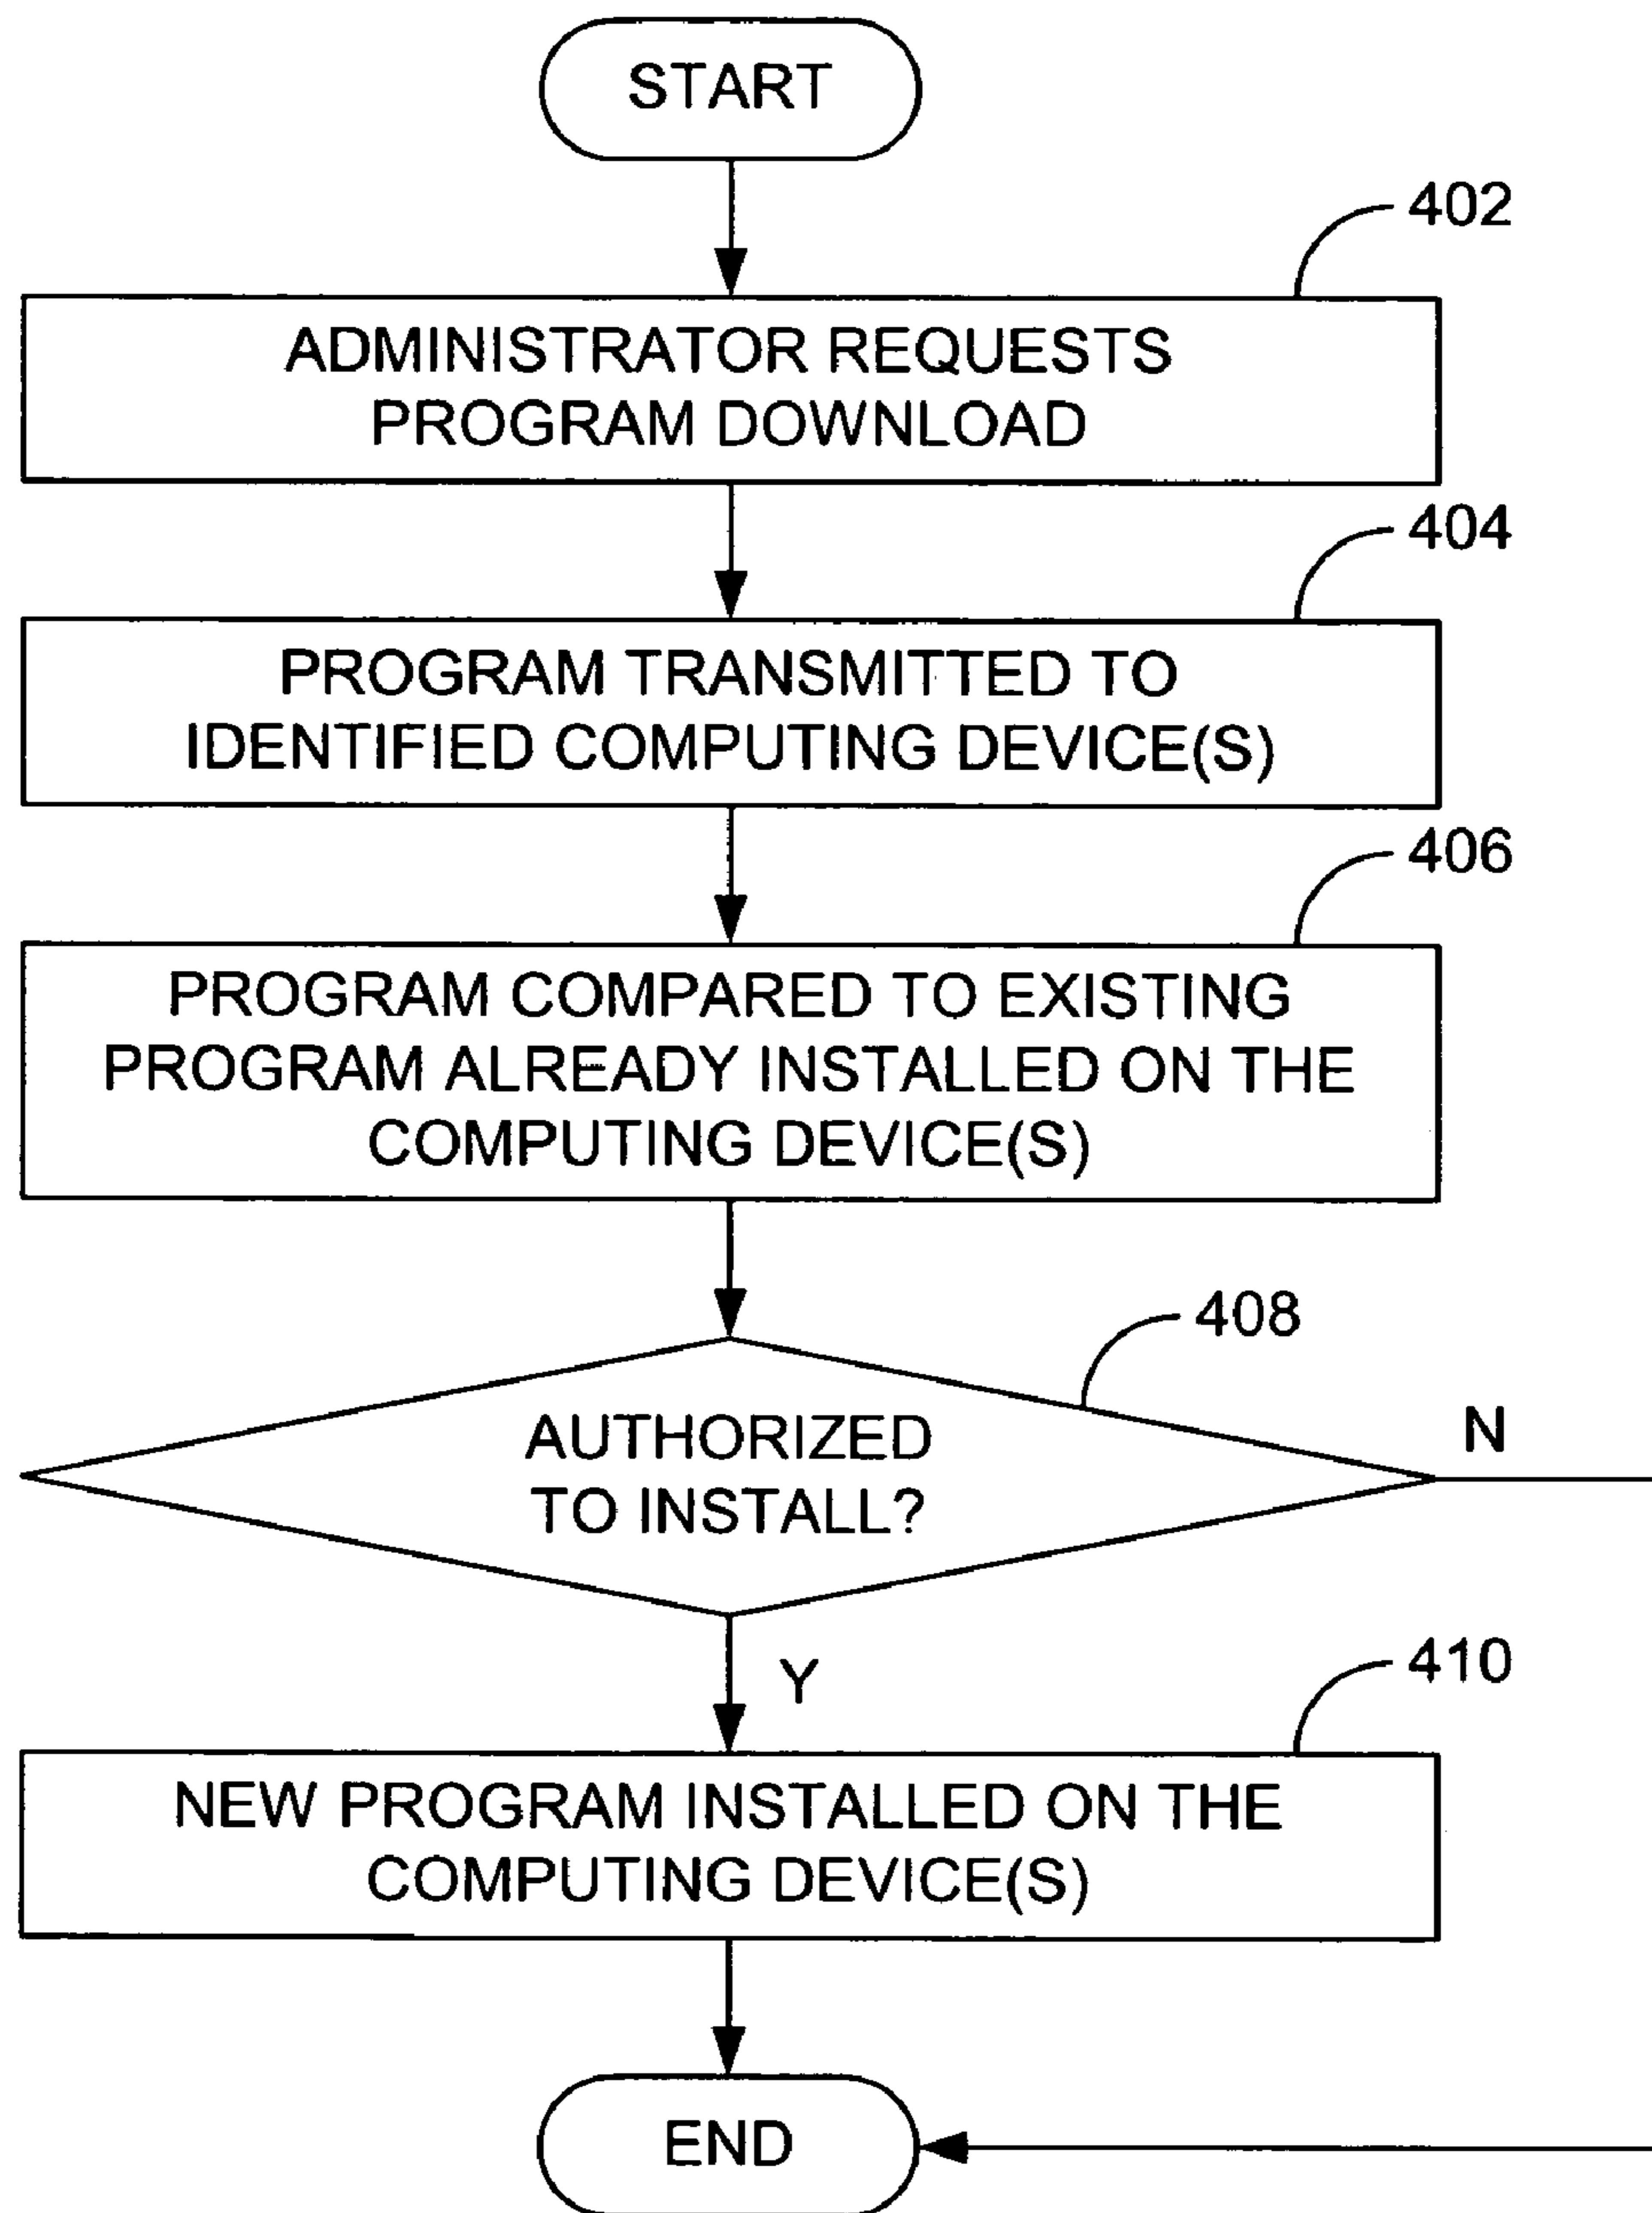 START
402
ADMINISTRATOR REQUESTS
PROGRAM DOWNLOAD
404
PROGRAM TRANSMITTED TO
IDENTIFIED COMPUTING DEVICE(S)
406
PROGRAM COMPARED TO EXISTING
PROGRAM ALREADY INSTALLED ON THE
COMPUTING DEVICE(S)
408
AUTHORIZED
TO INSTALL?
N
Y
410
NEW PROGRAM INSTALLED ON THE
COMPUTING DEVICE(S)
END